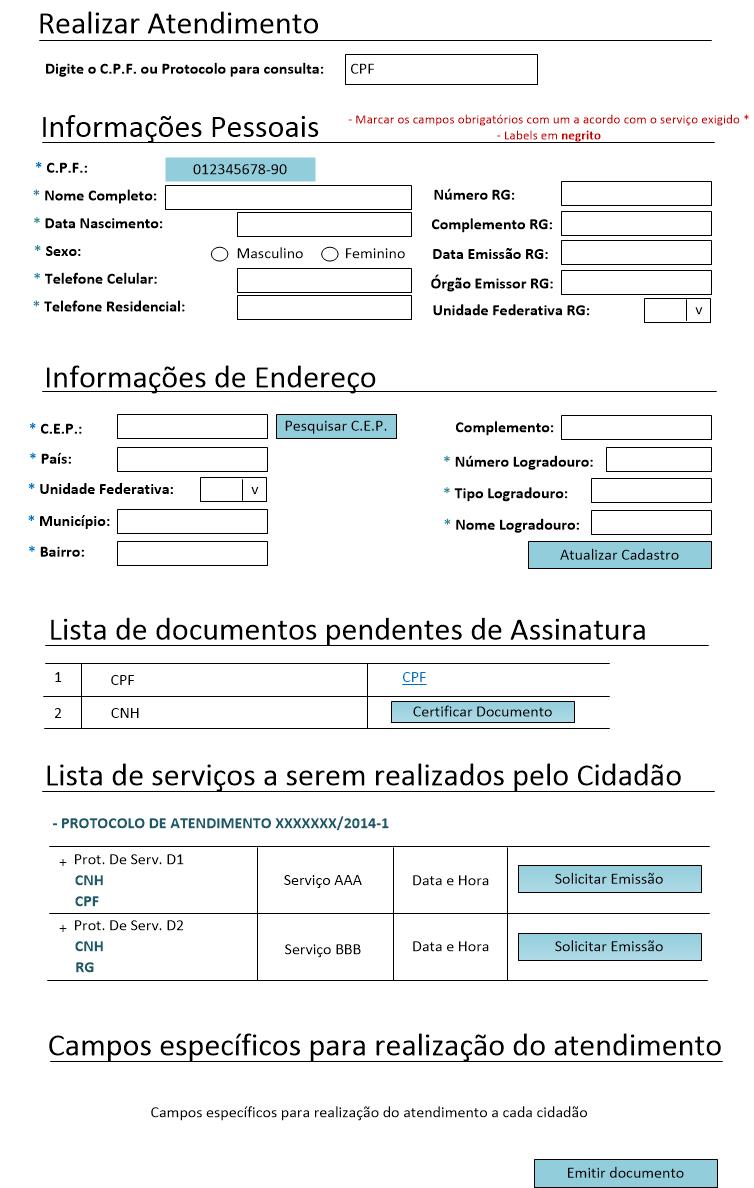 Realizar Atendimento
Digite o C.P.F. ou Protocolo para consulta: CPF
Informações Pessoais
- Marcar os campos obrigatórios com um a acordo com o serviço exigido *
- Labels em negrito
* C.P.F.: 012345678-90
* Nome Completo: Número RG:
* Data Nascimento: Complemento RG:
* Sexo: Masculino Feminino Data Emissão RG:
* Telefone Celular: Órgão Emissor RG:
* Telefone Residencial: Unidade Federativa RG: v
Informações de Endereço
* C.E.P.: Pesquisar C.E.P. Complemento:
* País: * Número Logradouro:
* Unidade Federativa: v * Tipo Logradouro:
* Município: * Nome Logradouro:
* Bairro: Atualizar Cadastro
Lista de documentos pendentes de Assinatura
1 CPF CPF
2 CNH Certificar Documento
Lista de serviços a serem realizados pelo Cidadão
- PROTOCOLO DE ATENDIMENTO XXXXXXX/2014-1
+ Prot. De Serv. D1
CNH Serviço AAA Data e Hora Solicitar Emissão
CPF
+ Prot. De Serv. D2
CNH Serviço BBB Data e Hora Solicitar Emissão
RG
Campos específicos para realização do atendimento
Campos específicos para realização do atendimento a cada cidadão
Emitir documento